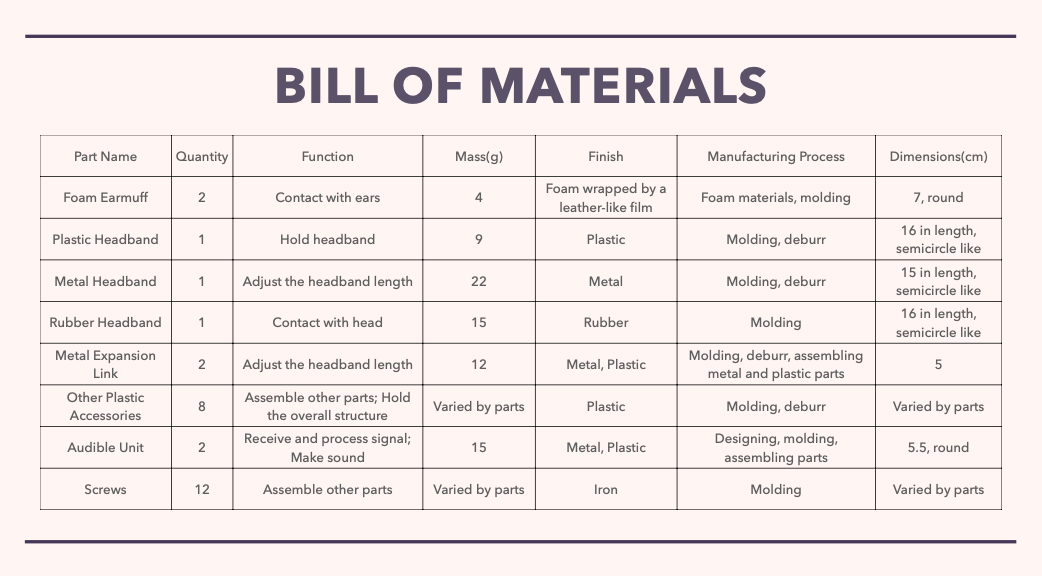 BILL OF MATERIALS
Part Name Quantity Function Mass(g) Finish Manufacturing Process Dimensions(cm)
Foam Earmuff 2 Contact with ears 4 Foam wrapped by a leather-like film Foam materials, molding 7, round
Plastic Headband 1 Hold headband 9 Plastic Molding, deburr 16 in length, semicircle like
Metal Headband 1 Adjust the headband length 22 Metal Molding, deburr 15 in length, semicircle like
Rubber Headband 1 Contact with head 15 Rubber Molding 16 in length, semicircle like
Metal Expansion Link 2 Adjust the headband length 12 Metal, Plastic Molding, deburr, assembling metal and plastic parts 5
Other Plastic Accessories 8 Assemble other parts; Hold the overall structure Varied by parts Plastic Molding, deburr Varied by parts
Audible Unit 2 Receive and process signal; Make sound 15 Metal, Plastic Designing, molding, assembling parts 5.5, round
Screws 12 Assemble other parts Varied by parts Iron Molding Varied by parts